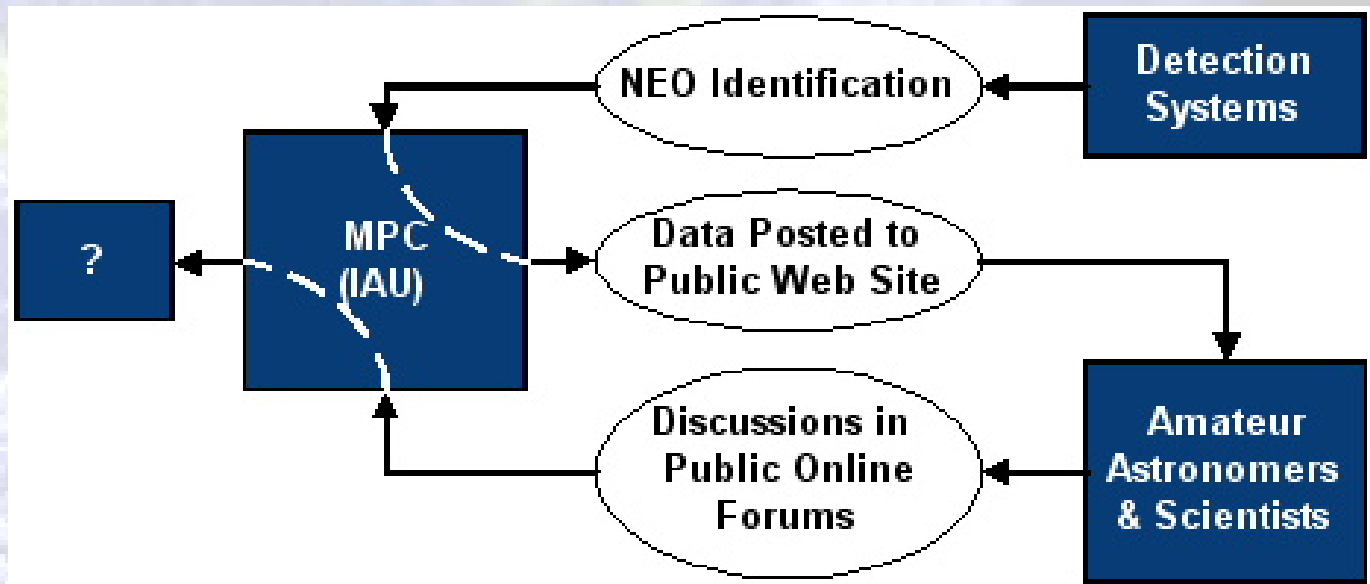 NEO Identification
Detection
Systems
?
MPC
(IAU)
Data Posted to
Public Web Site
Discussions in
Public Online
Forums
Amateur
Astronomers
& Scientists